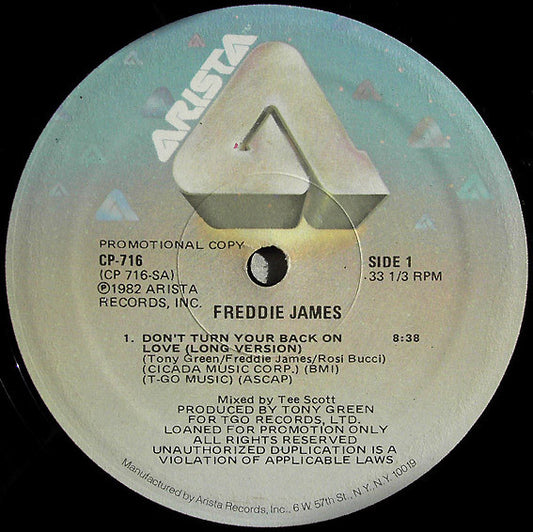 ARISTA™
PROMOTIONAL COPY
CP-716
(CP 716-SA)
Ⓟ1982 ARISTA
RECORDS, INC.
SIDE 1
33 1/3 RPM
FREDDIE JAMES
1. DON'T TURN YOUR BACK ON 8:38
LOVE (LONG VERSION)
(Tony Green/Freddie James/Rosi Bucci)
(CICADA MUSIC CORP.) (BMI)
(T-GO MUSIC) (ASCAP)
Mixed by Tee Scott
PRODUCED BY TONY GREEN
FOR TGO RECORDS, LTD.
LOANED FOR PROMOTION ONLY
ALL RIGHTS RESERVED
UNAUTHORIZED DUPLICATION IS A
VIOLATION OF APPLICABLE LAWS
Manufactured by Arista Records, Inc., 6 W. 57th St., N.Y. N.Y. 10019